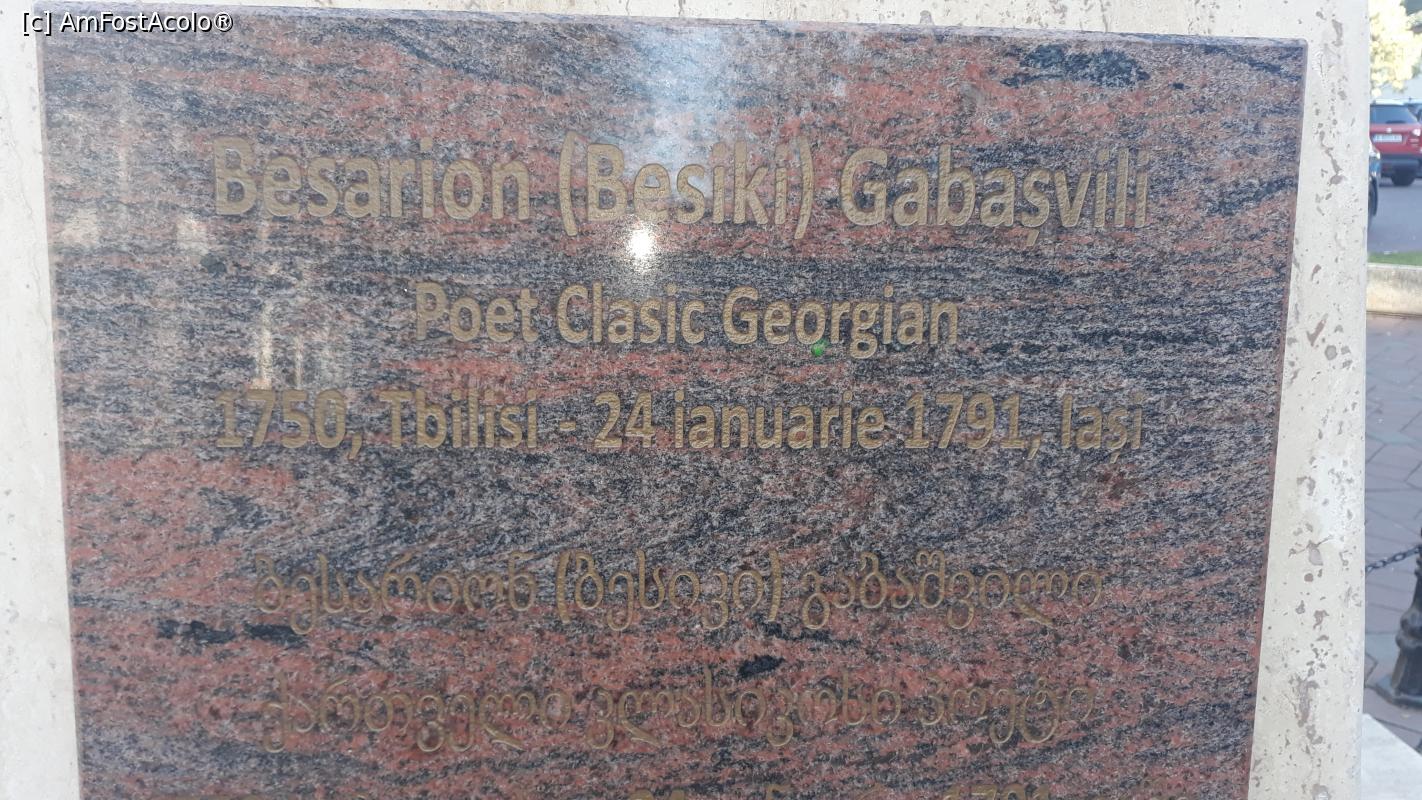 [c] AmFostAcolo®
Besarion (Besiki) Gabașvili
Poet Clasic Georgian
1750, Tbilisi - 24 ianuarie 1791, Iași
ბესარიონ (ბესიკი) გაბაშვილი
ქართველი კლასიკოსი პოეტი